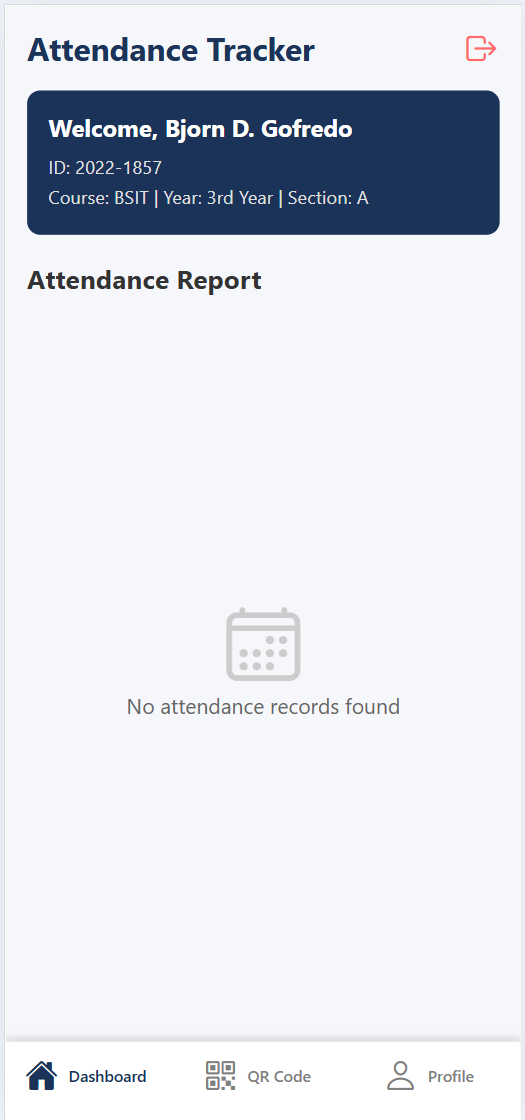 Attendance Tracker
Welcome, Bjorn D. Gofredo
ID: 2022-1857
Course: BSIT | Year: 3rd Year | Section: A
Attendance Report
No attendance records found
Dashboard
QR Code
Profile